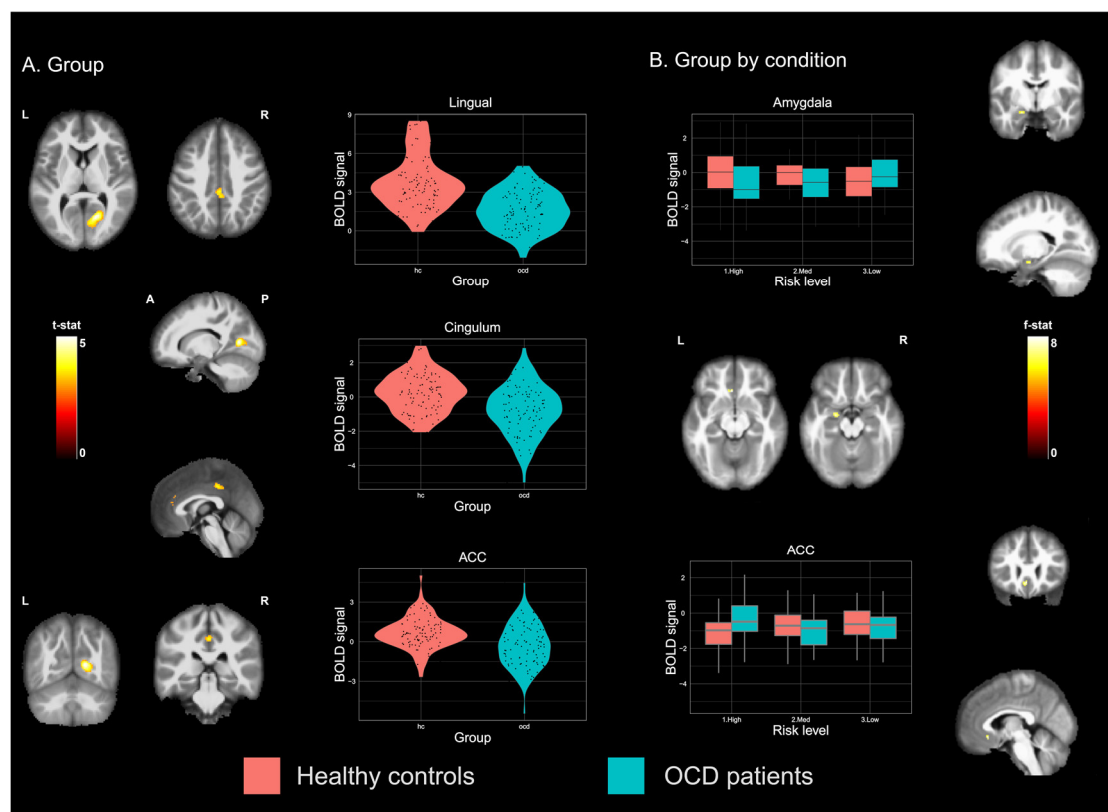 A. Group
L
R
A
P
t-stat
5
0
L
R
Lingual
BOLD signal
9
6
3
0
hc
ocd
Group
Cingulum
BOLD signal
2
0
−2
−4
hc
ocd
Group
ACC
BOLD signal
3
0
−3
hc
ocd
Group
B. Group by condition
Amygdala
BOLD signal
2
0
−2
−4
1.High
2.Med
3.Low
Risk level
L
R
f-stat
8
0
ACC
BOLD signal
2
0
−2
−4
1.High
2.Med
3.Low
Risk level
Healthy controls
OCD patients